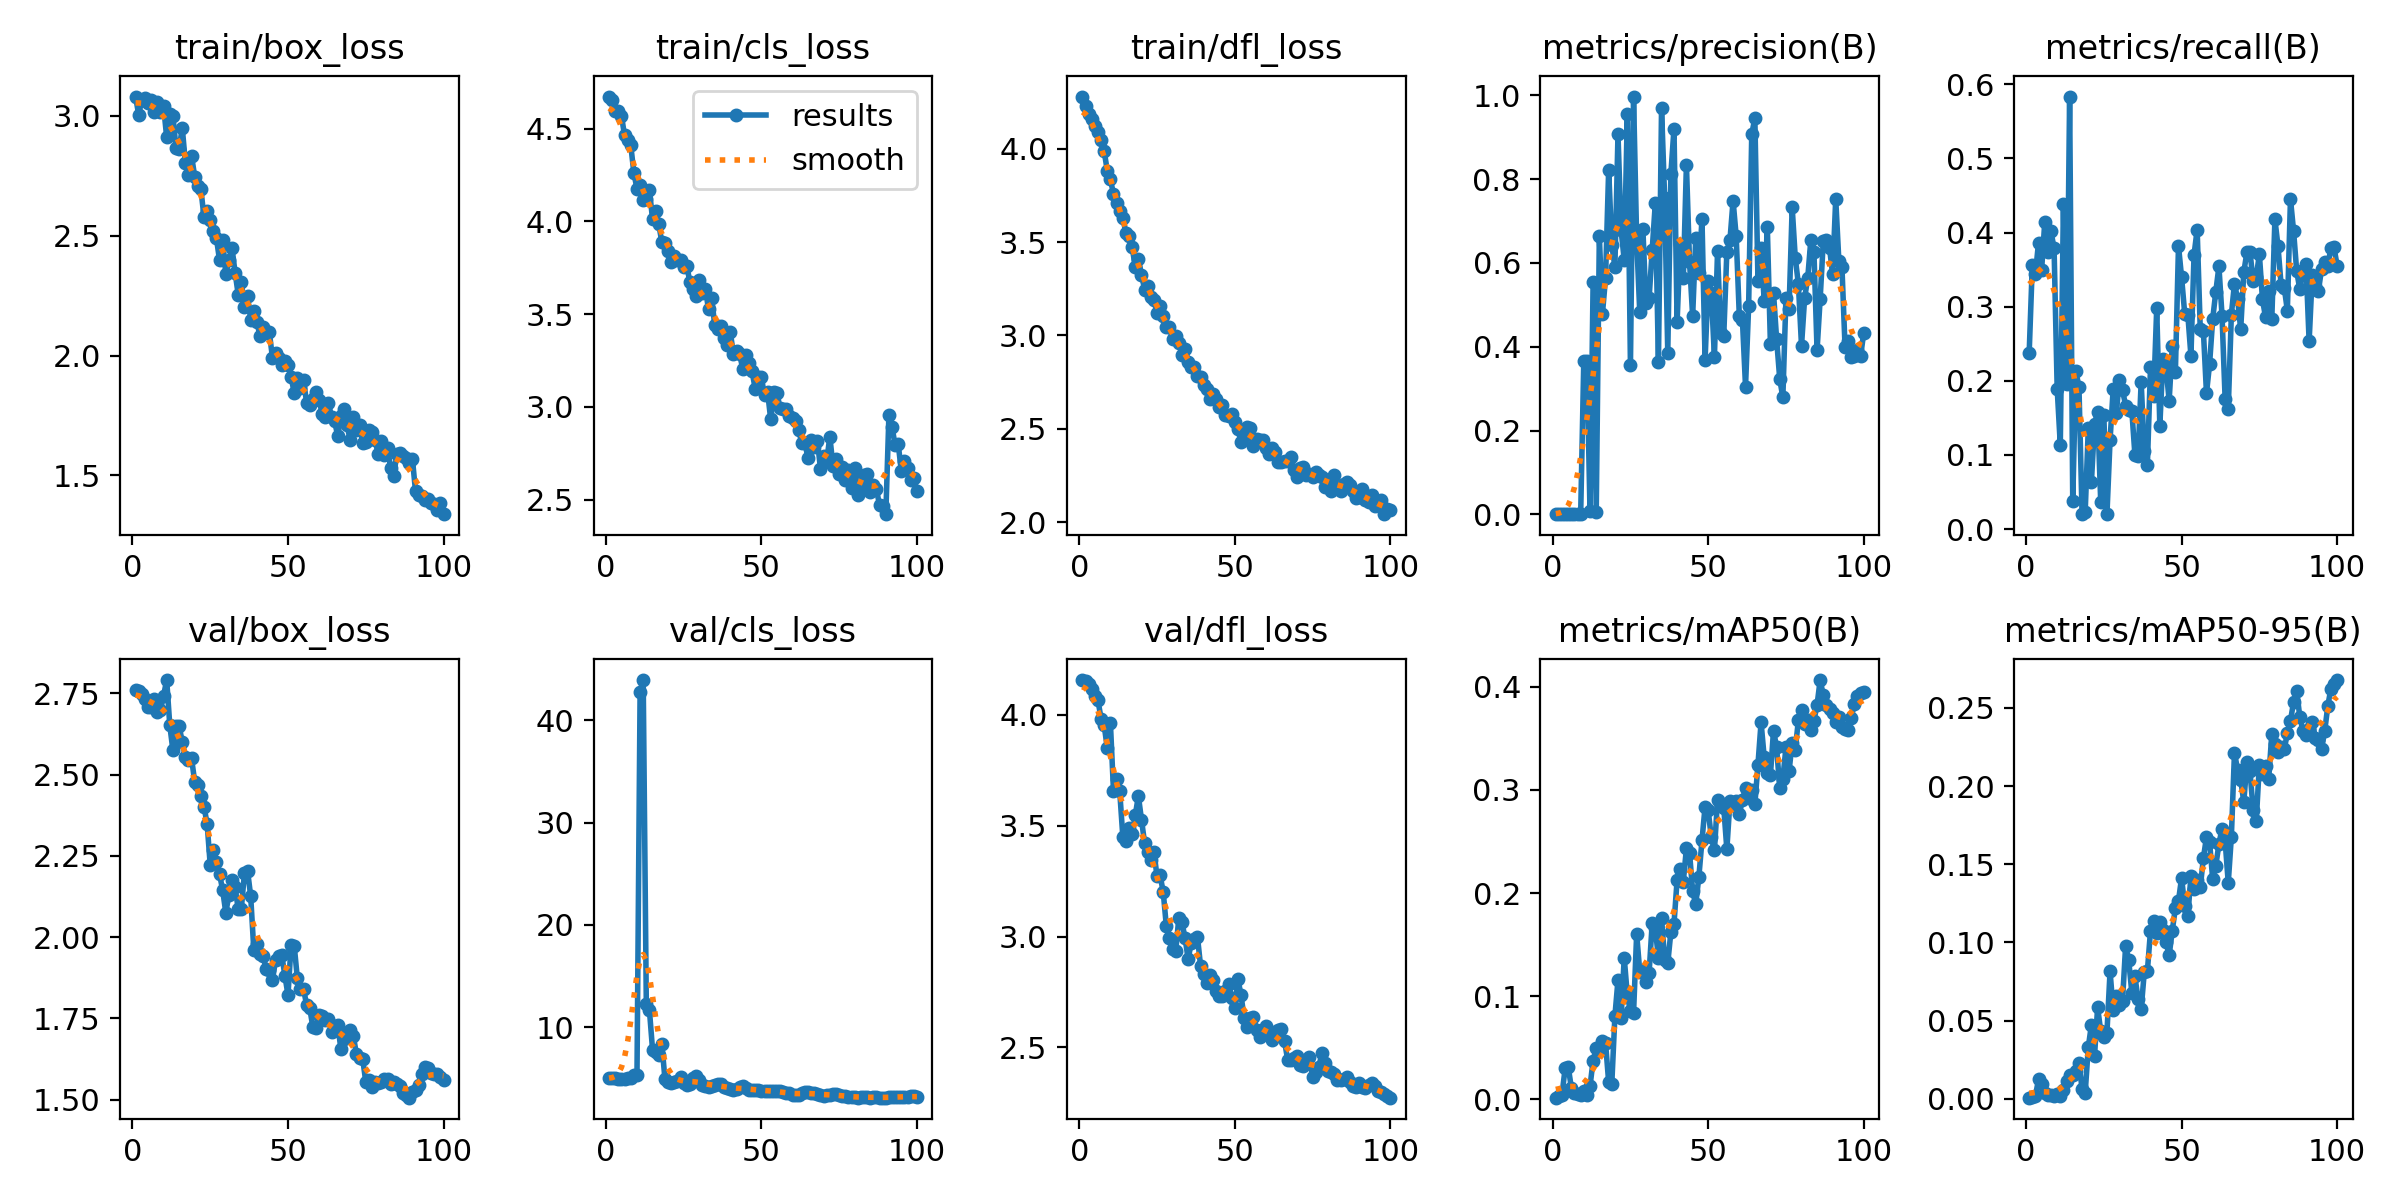 train/box_loss
train/cls_loss
train/dfl_loss
metrics/precision(B)
metrics/recall(B)
3.0
2.5
2.0
1.5
0 50 100
results
smooth
4.5
4.0
3.5
3.0
2.5
0 50 100
4.0
3.5
3.0
2.5
2.0
0 50 100
1.0
0.8
0.6
0.4
0.2
0.0
0 50 100
0.6
0.5
0.4
0.3
0.2
0.1
0.0
0 50 100
val/box_loss
val/cls_loss
val/dfl_loss
metrics/mAP50(B)
metrics/mAP50-95(B)
2.75
2.50
2.25
2.00
1.75
1.50
0 50 100
40
30
20
10
0 50 100
4.0
3.5
3.0
2.5
0 50 100
0.4
0.3
0.2
0.1
0.0
0 50 100
0.25
0.20
0.15
0.10
0.05
0.00
0 50 100